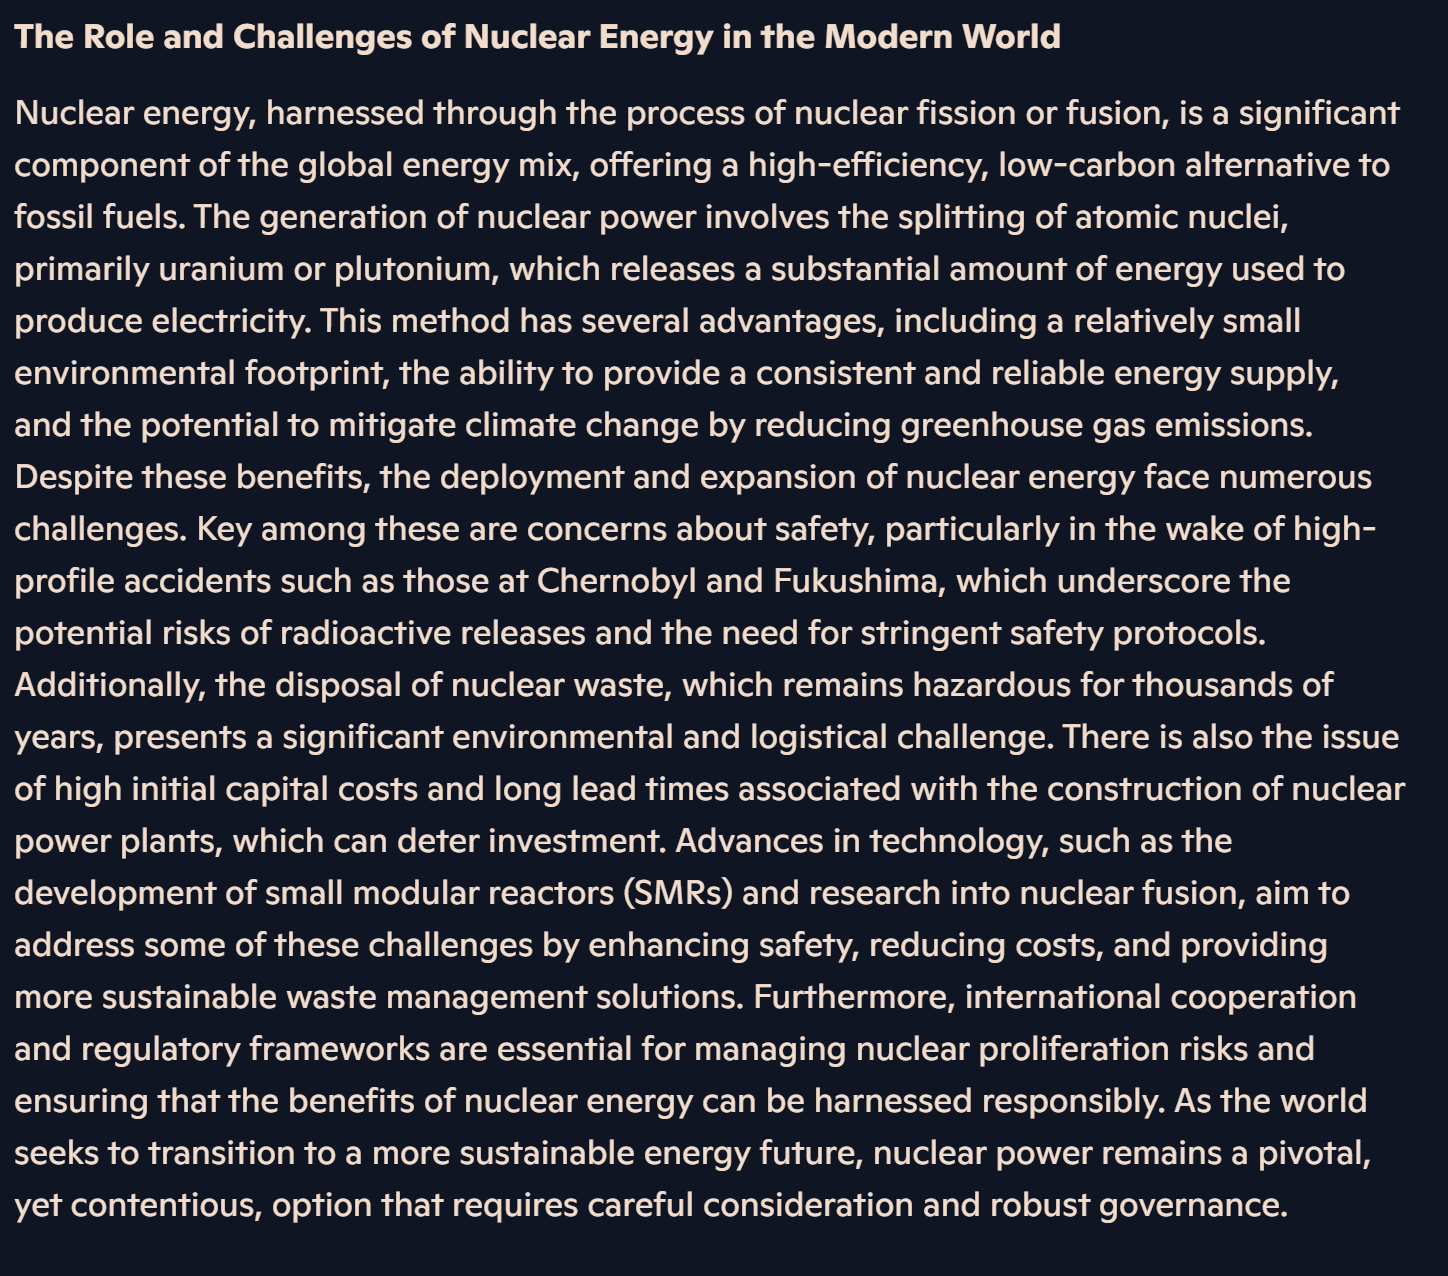 The Role and Challenges of Nuclear Energy in the Modern World
Nuclear energy, harnessed through the process of nuclear fission or fusion, is a significant
component of the global energy mix, offering a high-efficiency, low-carbon alternative to
fossil fuels. The generation of nuclear power involves the splitting of atomic nuclei,
primarily uranium or plutonium, which releases a substantial amount of energy used to
produce electricity. This method has several advantages, including a relatively small
environmental footprint, the ability to provide a consistent and reliable energy supply,
and the potential to mitigate climate change by reducing greenhouse gas emissions.
Despite these benefits, the deployment and expansion of nuclear energy face numerous
challenges. Key among these are concerns about safety, particularly in the wake of high-
profile accidents such as those at Chernobyl and Fukushima, which underscore the
potential risks of radioactive releases and the need for stringent safety protocols.
Additionally, the disposal of nuclear waste, which remains hazardous for thousands of
years, presents a significant environmental and logistical challenge. There is also the issue
of high initial capital costs and long lead times associated with the construction of nuclear
power plants, which can deter investment. Advances in technology, such as the
development of small modular reactors (SMRs) and research into nuclear fusion, aim to
address some of these challenges by enhancing safety, reducing costs, and providing
more sustainable waste management solutions. Furthermore, international cooperation
and regulatory frameworks are essential for managing nuclear proliferation risks and
ensuring that the benefits of nuclear energy can be harnessed responsibly. As the world
seeks to transition to a more sustainable energy future, nuclear power remains a pivotal,
yet contentious, option that requires careful consideration and robust governance.